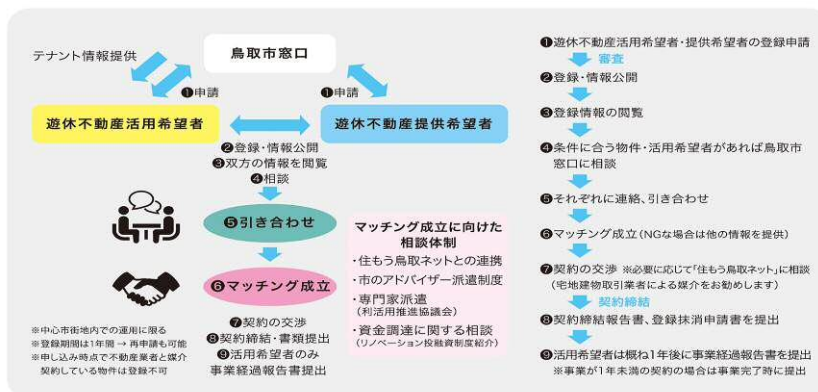 テナント情報提供
鳥取市窓口
❶申請
❶申請
遊休不動産活用希望者
遊休不動産提供希望者
❷登録・情報公開
❸双方の情報を閲覧
❹相談
❺引き合わせ
❻マッチング成立
❼契約の交渉
❽契約締結・書類提出
❾活用希望者のみ
事業経過報告書提出
※中心市街地内での運用に限る
※登録期間は1年間 → 再申請も可能
※申し込み時点で不動産業者と媒介
契約している物件は登録不可
マッチング成立に向けた
相談体制
・住もう鳥取ネットとの連携
・市のアドバイザー派遣制度
・専門家派遣
(利活用推進協議会)
・資金調達に関する相談
(リノベーション投融資制度紹介)
❶遊休不動産活用希望者・提供希望者の登録申請
審査
❷登録・情報公開
❸登録情報の閲覧
❹条件に合う物件・活用希望者があれば鳥取市
窓口に相談
❺それぞれに連絡、引き合わせ
❻マッチング成立(NGな場合は他の情報を提供)
❼契約の交渉 ※必要に応じて「住もう鳥取ネット」に相談
(宅地建物取引業者による媒介をお勧めします)
契約締結
❽契約締結報告書、登録抹消申請書を提出
❾活用希望者は概ね1年後に事業経過報告書を提出
※事業が1年未満の契約の場合は事業完了時に提出